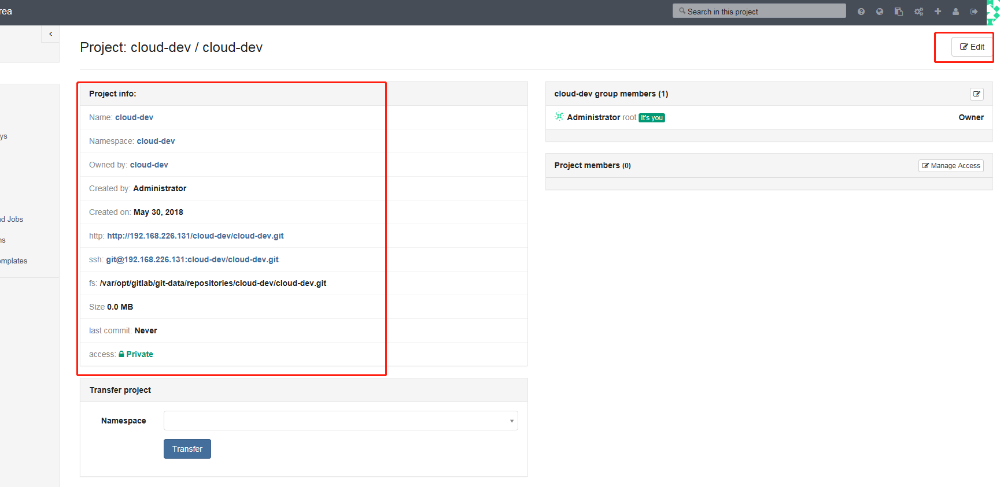 rea
Search in this project
Project: cloud-dev / cloud-dev
Edit
Project info:
Name: cloud-dev
Namespace: cloud-dev
Owned by: cloud-dev
Created by: Administrator
Created on: May 30, 2018
http: http://192.168.226.131/cloud-dev/cloud-dev.git
ssh: git@192.168.226.131:cloud-dev/cloud-dev.git
fs: /var/opt/gitlab/git-data/repositories/cloud-dev/cloud-dev.git
Size 0.0 MB
last commit: Never
access: Private
Transfer project
Namespace
Transfer
cloud-dev group members (1)
Administrator root It's you
Owner
Project members (0)
Manage Access
ys
d Jobs
ns
emplates